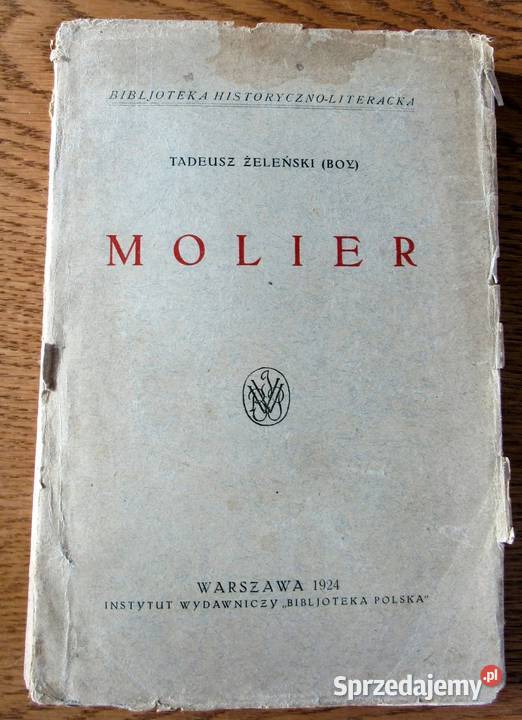 BIBLJOTEKA HISTORYCZNO-LITERACKA
TADEUSZ ŻELEŃSKI (BOY)
MOLIER
WARSZAWA 1924
INSTYTUT WYDAWNICZY „BIBLJOTEKA POLSKA"
Sprzedajemy.pl